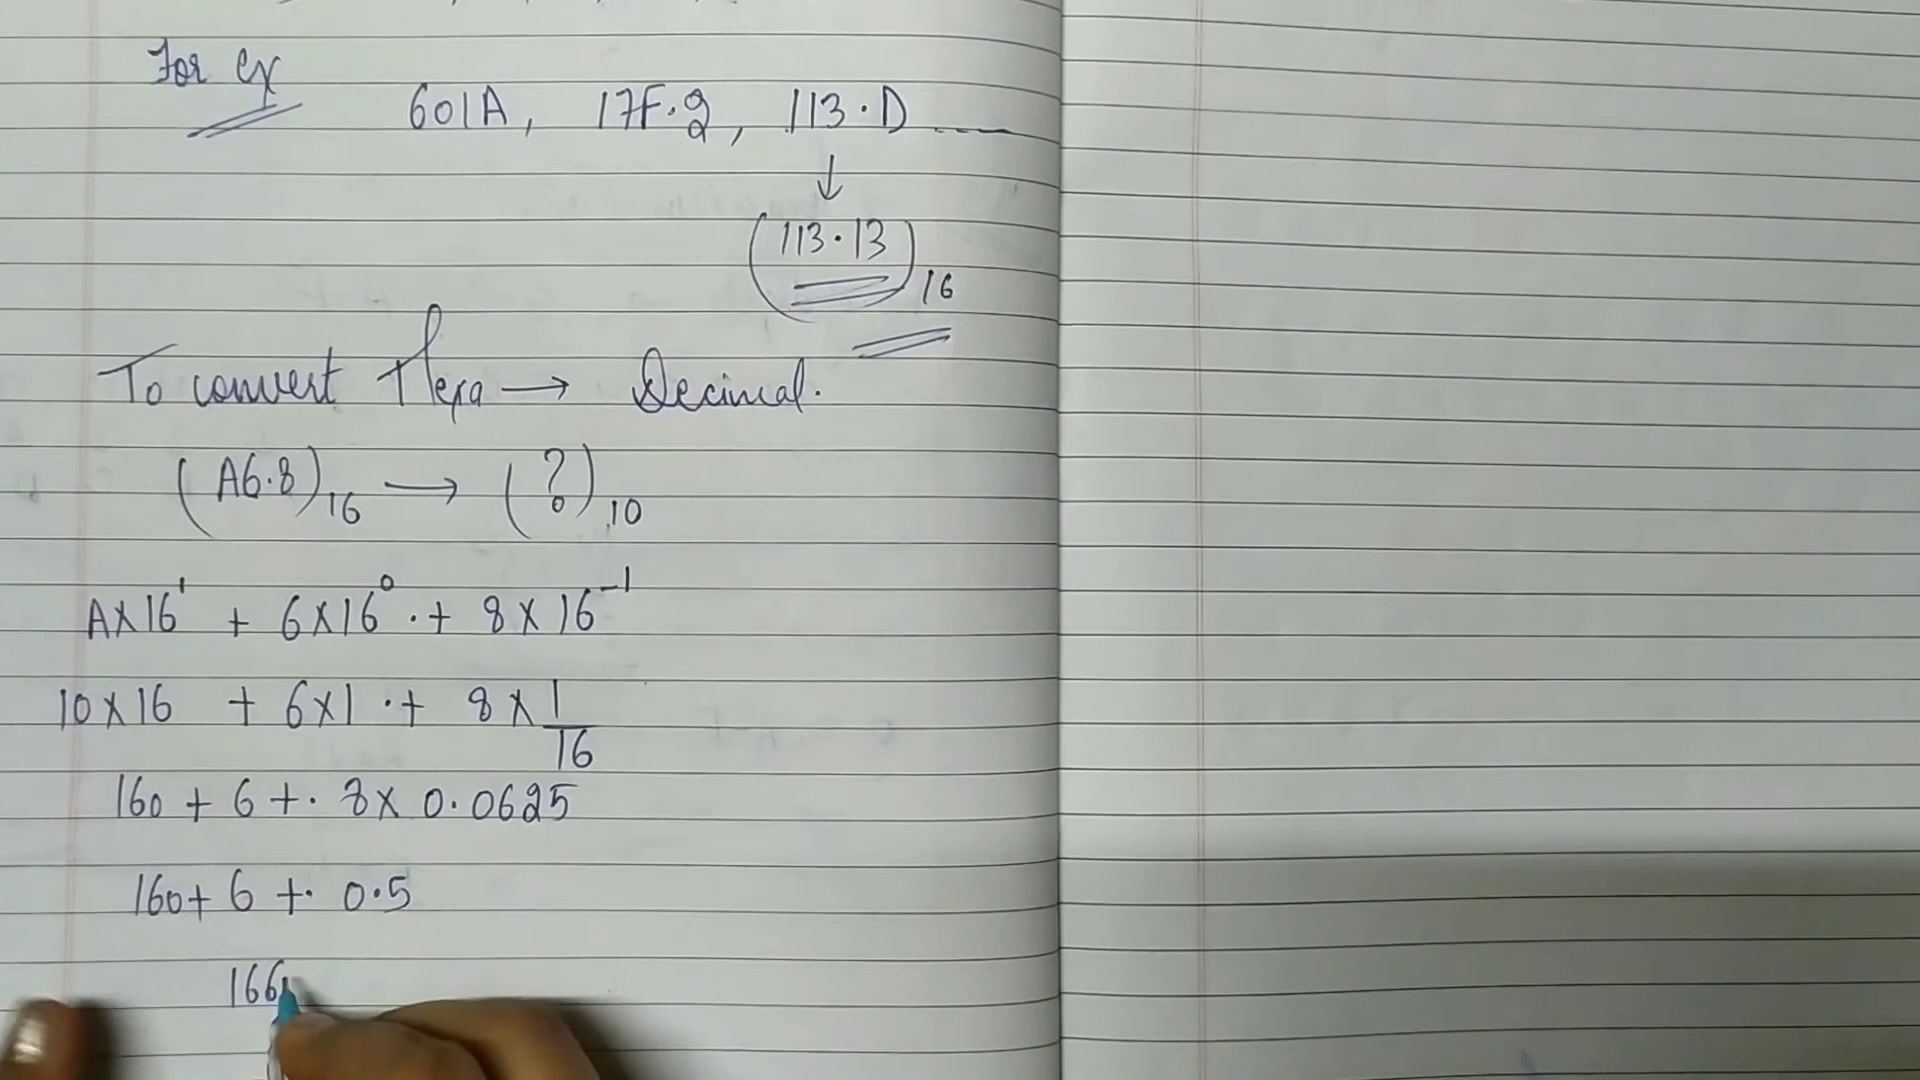 For ex
601A, 17F.2, 113.D ----
↓
(113.13)16
To convert Hexa → Decimal.
(A6.8)16 → (?)10
A×16^1 + 6×16^0 .+ 8×16^-1
10×16 + 6×1 .+ 8×1/16
160 + 6 +. 8× 0.0625
160+ 6 +. 0.5
166